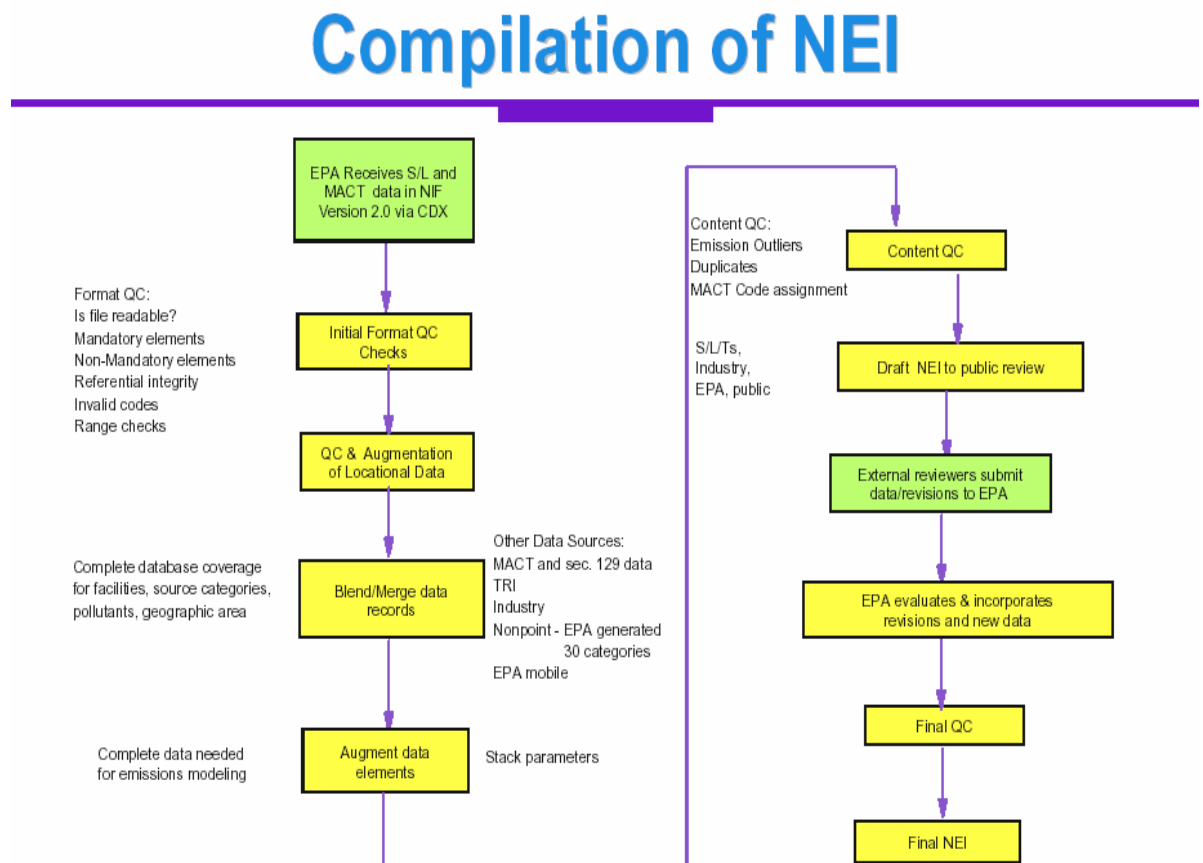 Compilation of NEI
EPA Receives S/L and
MACT data in NIF
Version 2.0 via CDX
Format QC:
Is file readable?
Mandatory elements
Non-Mandatory elements
Referential integrity
Invalid codes
Range checks
Initial Format QC
Checks
QC & Augmentation
of Locational Data
Complete database coverage
for facilities, source categories,
pollutants, geographic area
Blend/Merge data
records
Other Data Sources:
MACT and sec. 129 data
TRI
Industry
Nonpoint - EPA generated
30 categories
EPA mobile
Complete data needed
for emissions modeling
Augment data
elements
Stack parameters
Content QC:
Emission Outliers
Duplicates
MACT Code assignment
Content QC
S/L/Ts,
Industry,
EPA, public
Draft NEI to public review
External reviewers submit
data/revisions to EPA
EPA evaluates & incorporates
revisions and new data
Final QC
Final NEI